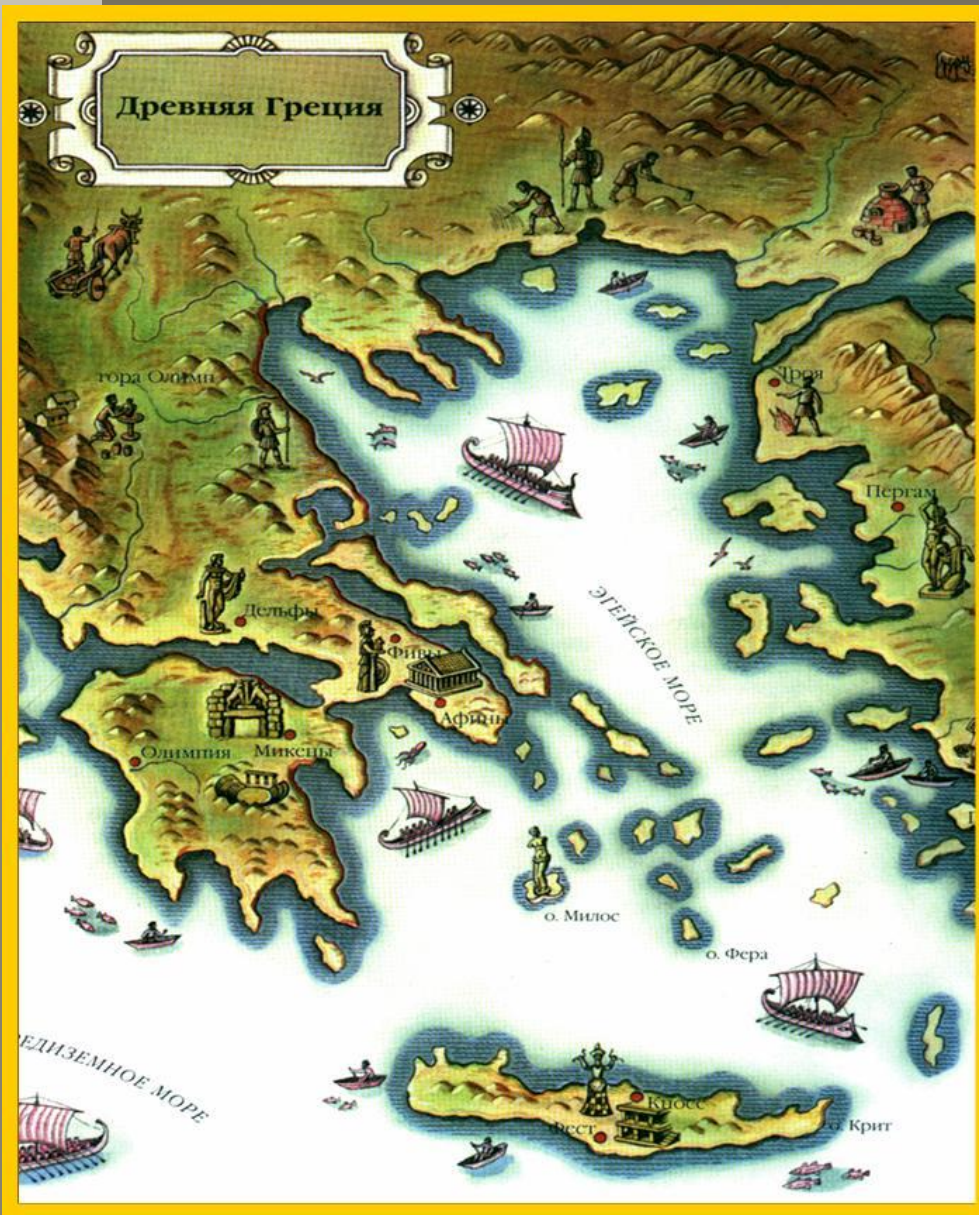 Древняя Греция
гора Олимп
Троя
Пергам
ЭГЕЙСКОЕ МОРЕ
Дельфы
Фивы
Афины
Олимпия
Микены
о. Милос
о. Фера
РЕДИЗЕМНОЕ МОРЕ
Кносс
Фест
о. Крит